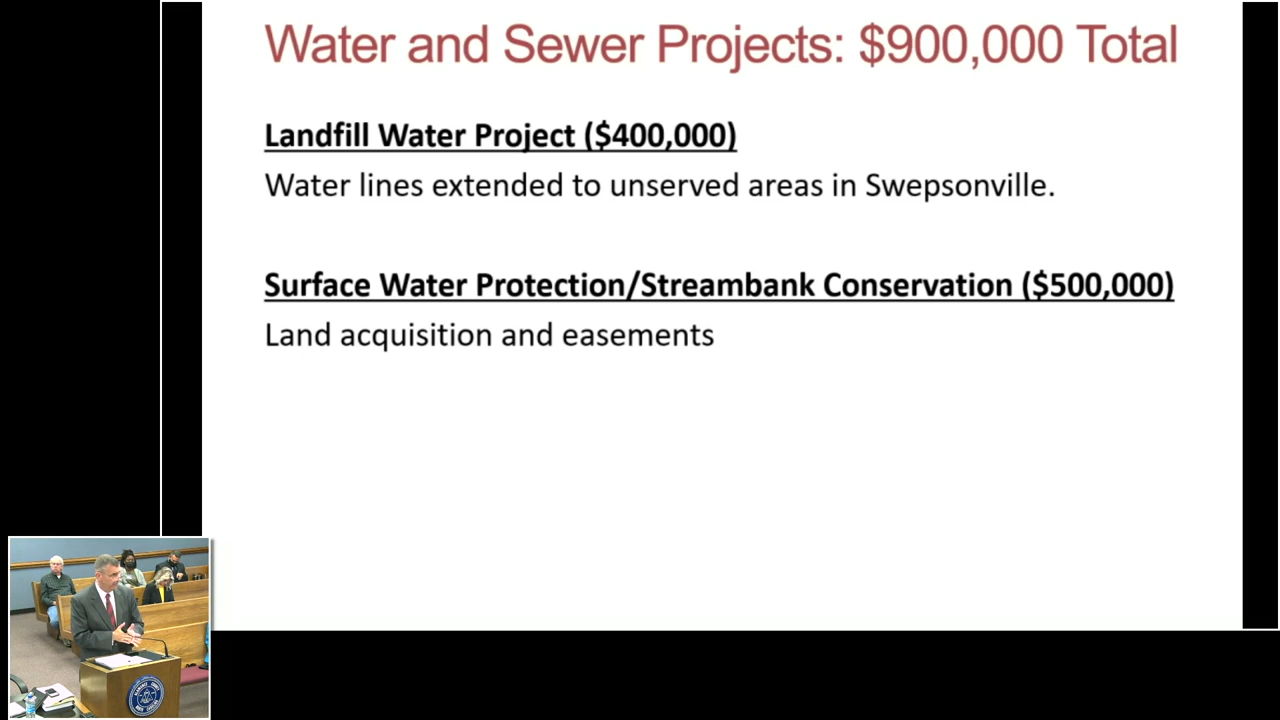 Water and Sewer Projects: $900,000 Total
Landfill Water Project ($400,000)
Water lines extended to unserved areas in Swepsonville.
Surface Water Protection/Streambank Conservation ($500,000)
Land acquisition and easements